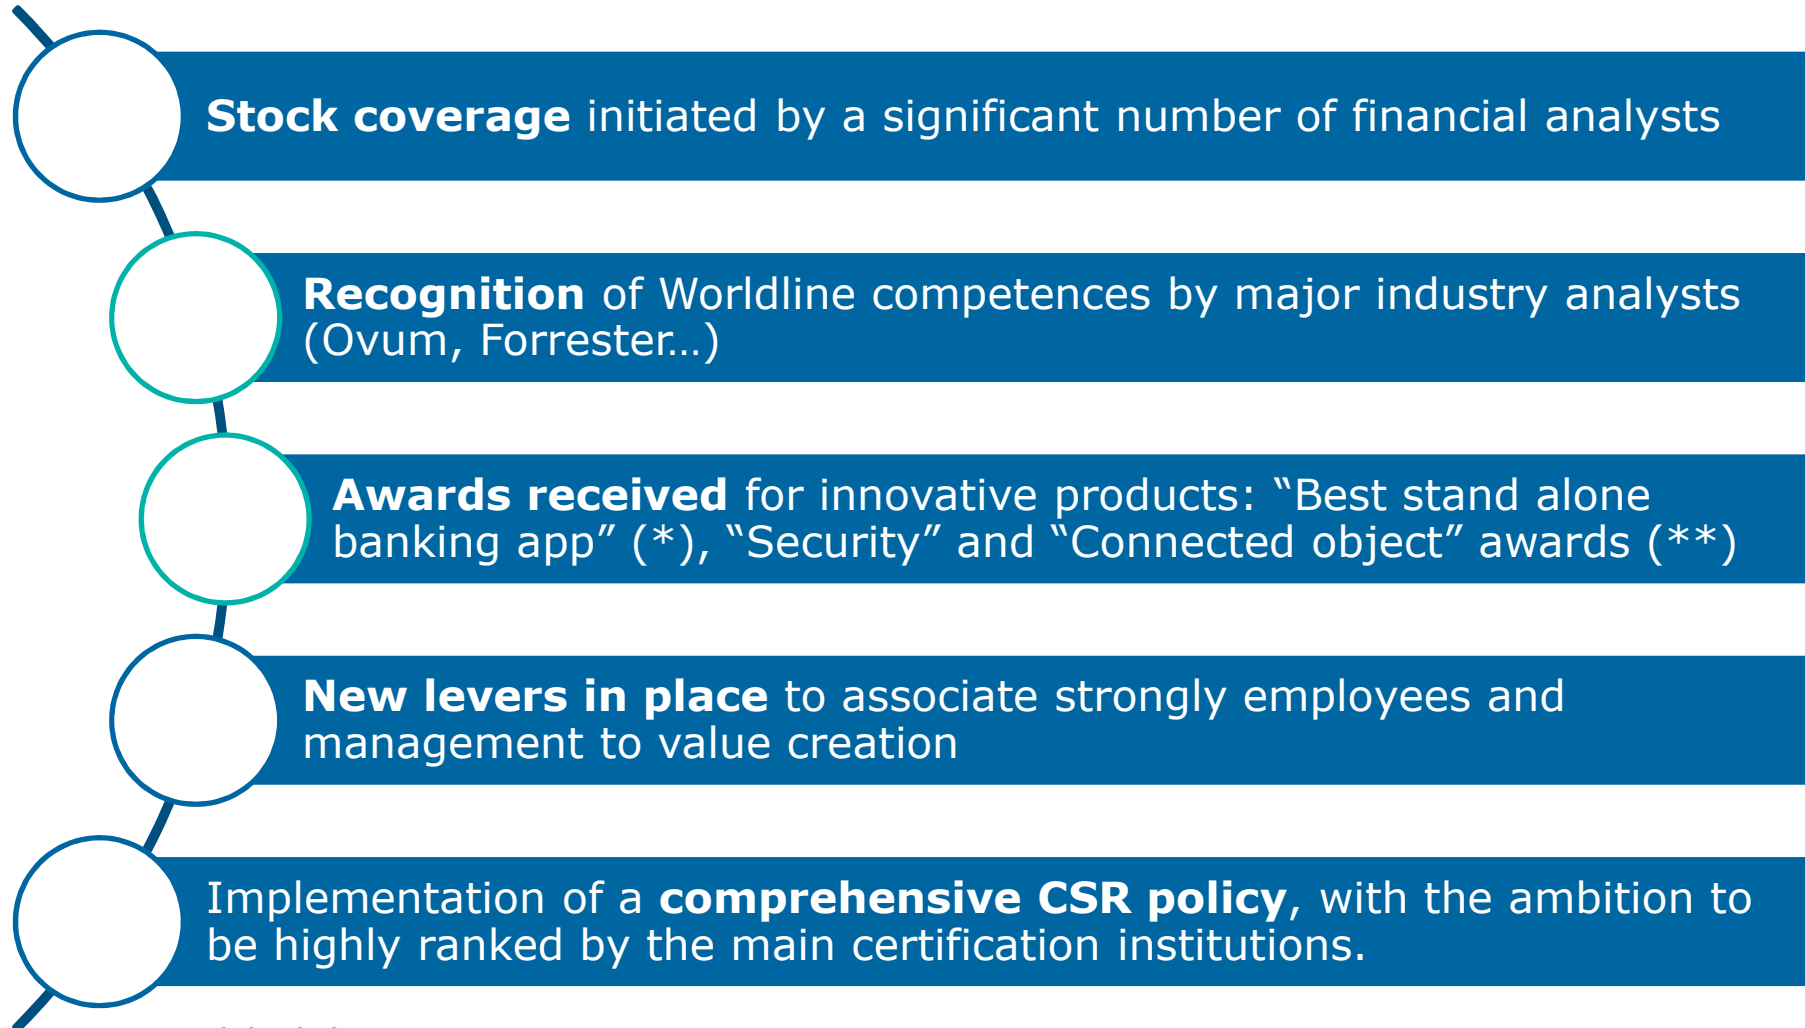 Stock coverage initiated by a significant number of financial analysts
Recognition of Worldline competences by major industry analysts
(Ovum, Forrester…)
Awards received for innovative products: “Best stand alone
banking app” (*), “Security” and “Connected object” awards (**)
New levers in place to associate strongly employees and
management to value creation
Implementation of a comprehensive CSR policy, with the ambition to
be highly ranked by the main certification institutions.